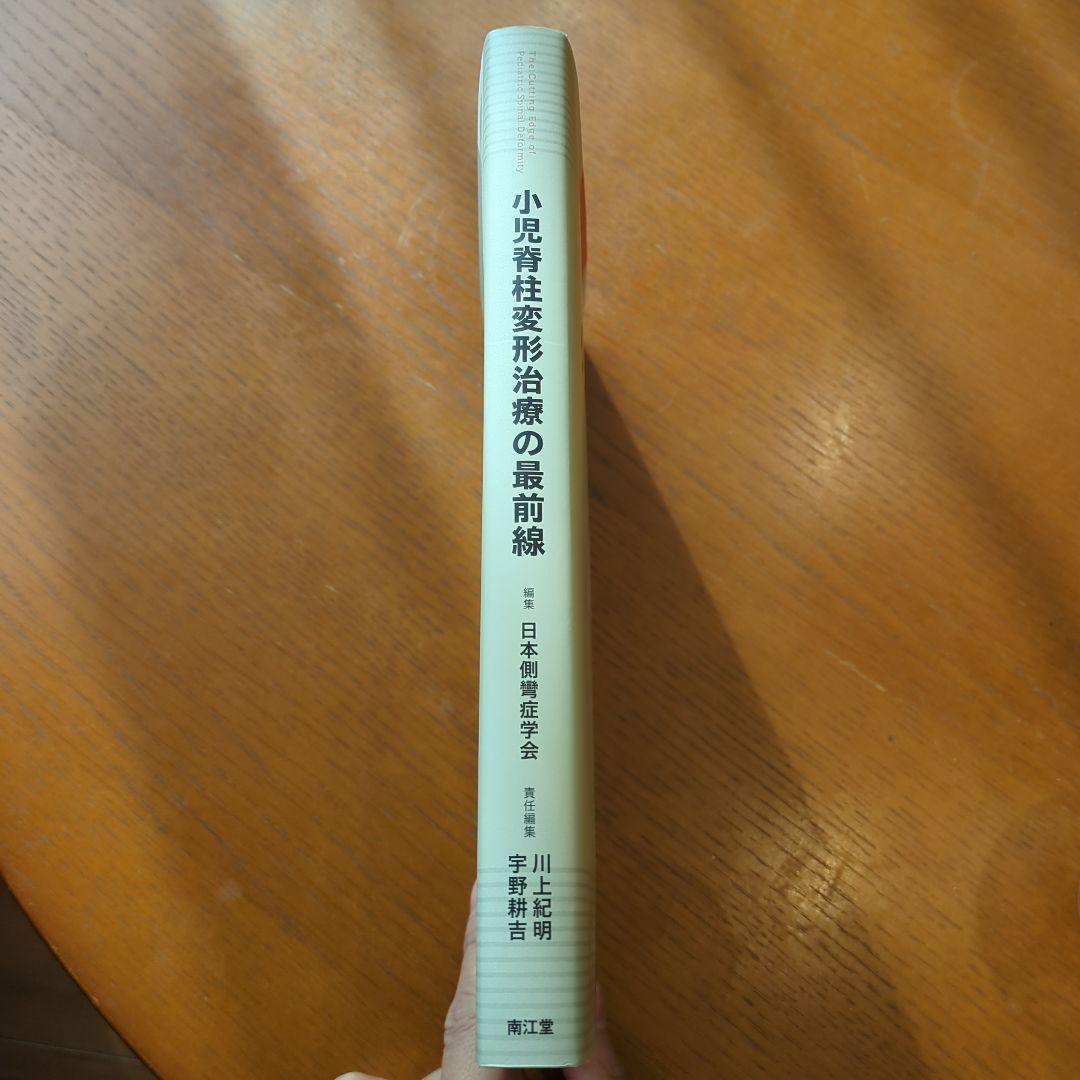 The Cutting Edge of
Pediatric Spinal Deformity
小児脊柱変形治療の最前線
編集
日本側彎症学会
責任編集
川上紀明
宇野耕吉
南江堂